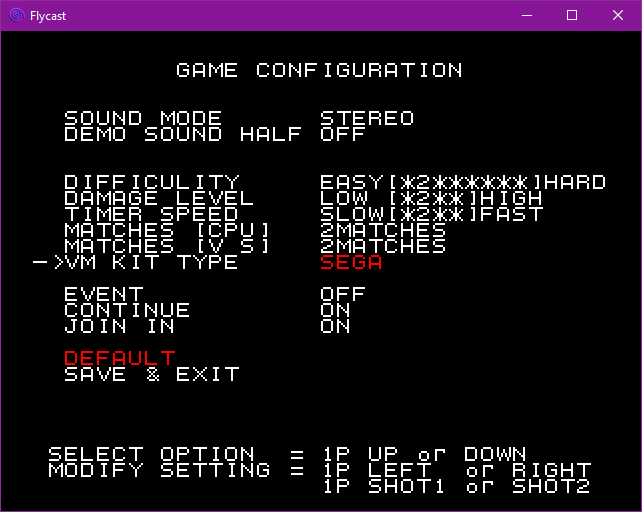 Flycast
GAME CONFIGURATION
SOUND MODE STEREO
DEMO SOUND HALF OFF
DIFFICULITY EASY[*2******]HARD
DAMAGE LEVEL LOW [*2**]HIGH
TIMER SPEED SLOW[*2**]FAST
MATCHES [CPU] 2MATCHES
MATCHES [V S] 2MATCHES
->VM KIT TYPE SEGA
EVENT OFF
CONTINUE ON
JOIN IN ON
DEFAULT
SAVE & EXIT
SELECT OPTION = 1P UP or DOWN
MODIFY SETTING = 1P LEFT or RIGHT
1P SHOT1 or SHOT2